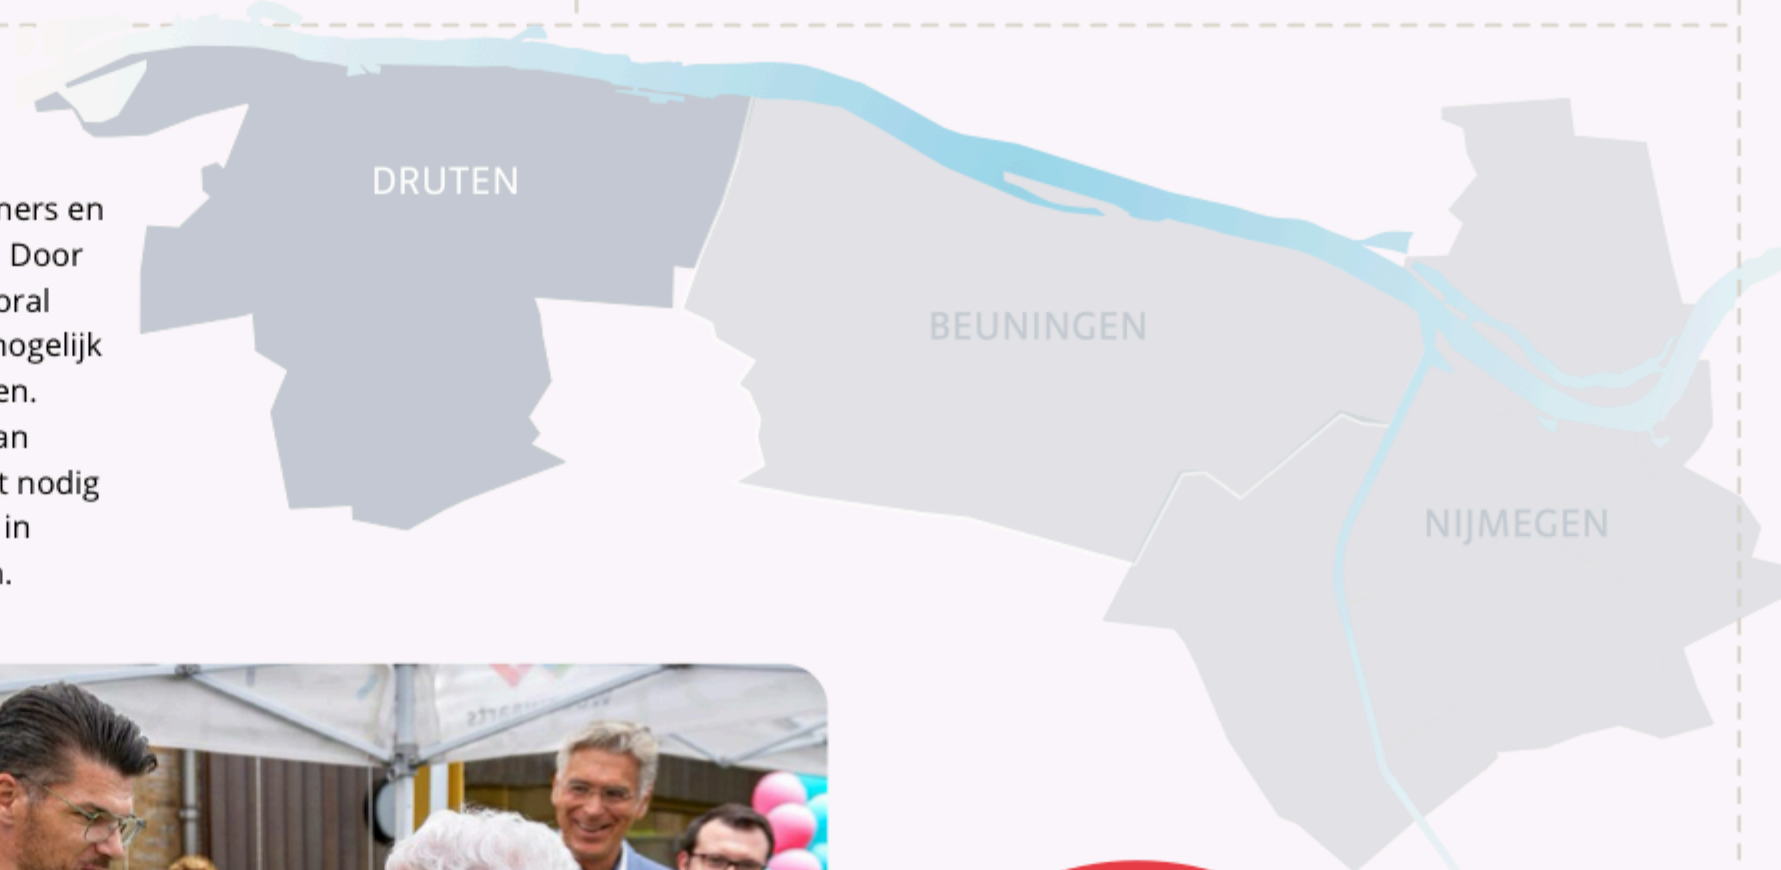 ners en
Door
oral
nogelijk
en.
an
t nodig
in
n.
DRUTEN
BEUNINGEN
NIJMEGEN